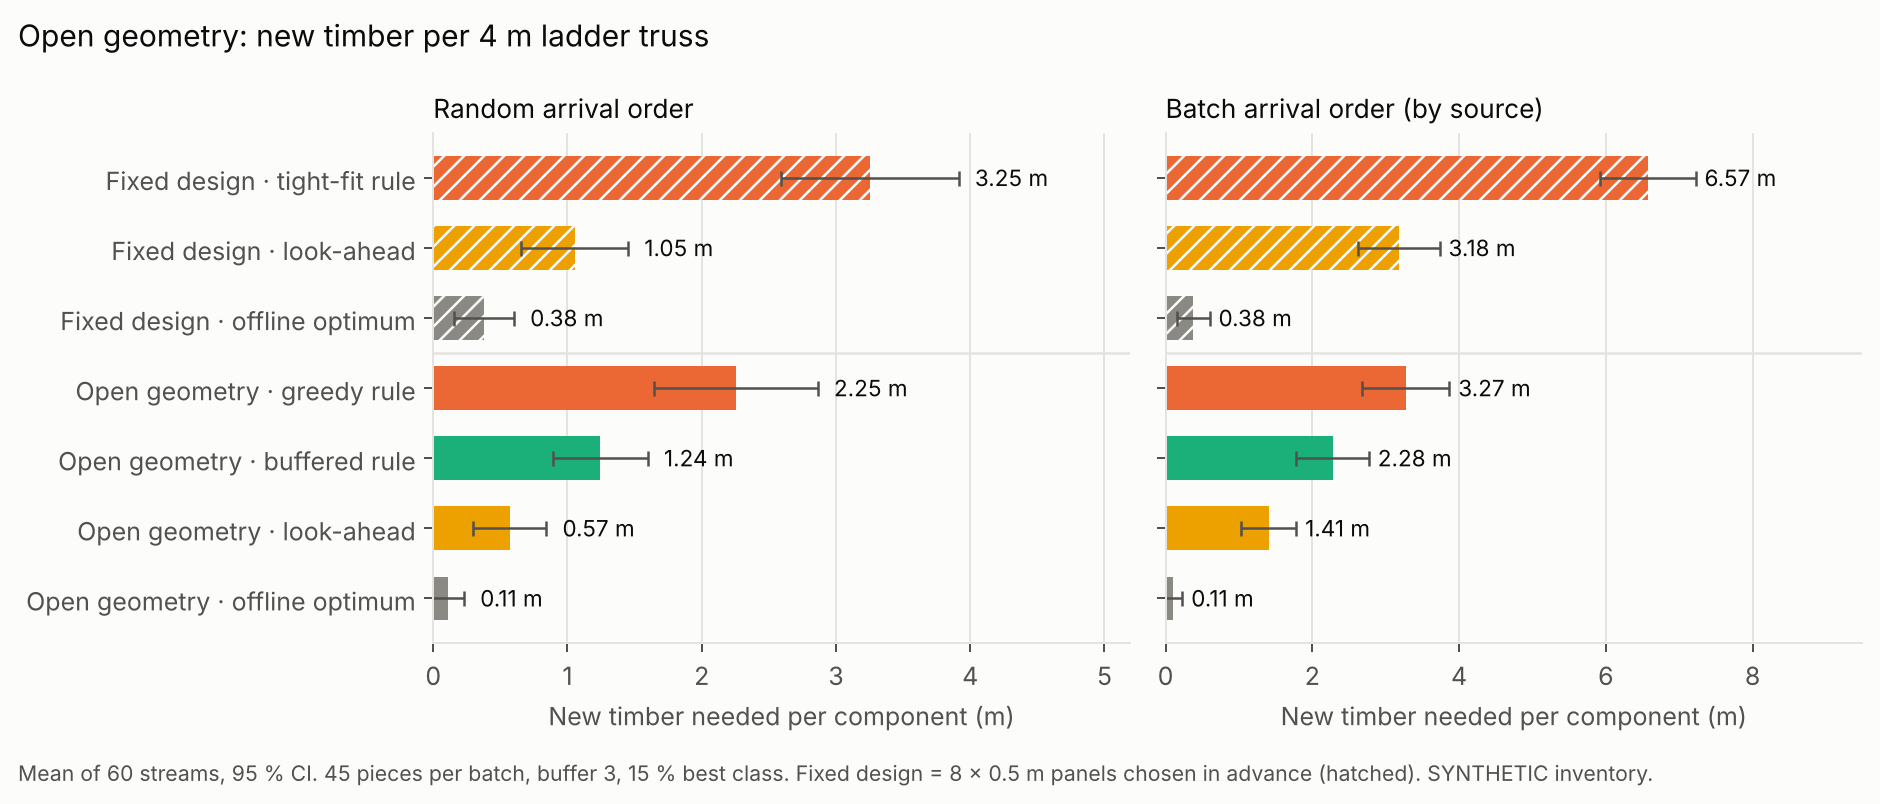 Open geometry: new timber per 4 m ladder truss
Random arrival order
Batch arrival order (by source)
Fixed design · tight-fit rule
3.25 m
6.57 m
Fixed design · look-ahead
1.05 m
3.18 m
Fixed design · offline optimum
0.38 m
0.38 m
Open geometry · greedy rule
2.25 m
3.27 m
Open geometry · buffered rule
1.24 m
2.28 m
Open geometry · look-ahead
0.57 m
1.41 m
Open geometry · offline optimum
0.11 m
0.11 m
0 1 2 3 4 5
0 2 4 6 8
New timber needed per component (m)
New timber needed per component (m)
Mean of 60 streams, 95 % CI. 45 pieces per batch, buffer 3, 15 % best class. Fixed design = 8 × 0.5 m panels chosen in advance (hatched). SYNTHETIC inventory.